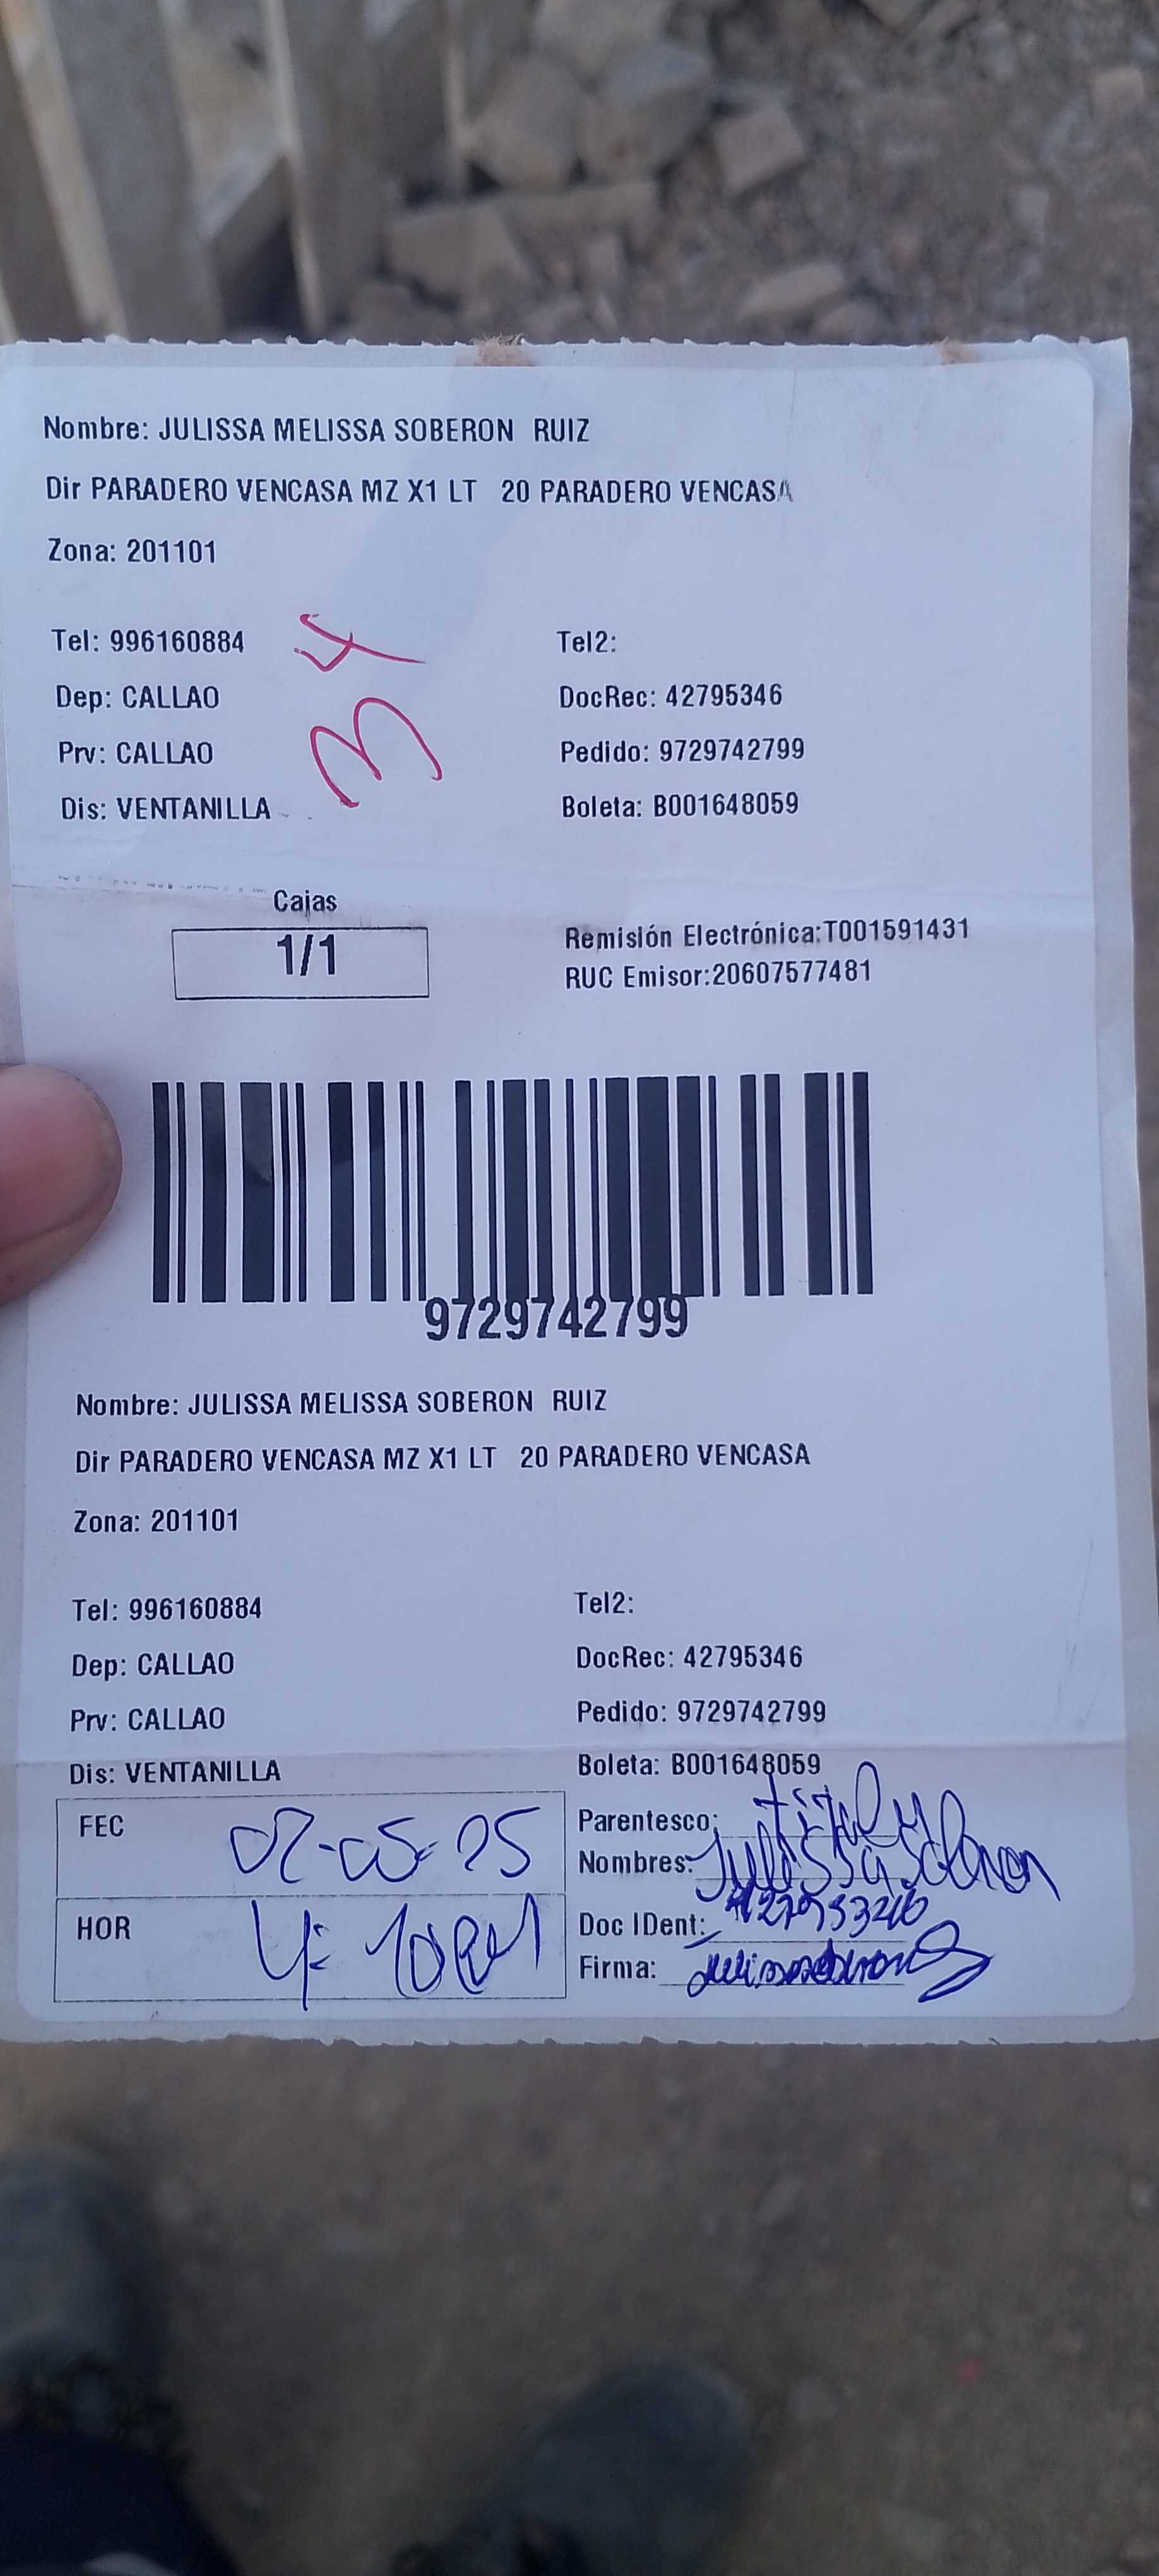 Nombre: JULISSA MELISSA SOBERON RUIZ
Dir PARADERO VENCASA MZ X1 LT 20 PARADERO VENCASA
Zona: 201101
Tel: 996160884 Tel2:
Dep: CALLAO DocRec: 42795346
Prv: CALLAO Pedido: 9729742799
Dis: VENTANILLA Boleta: B001648059
34
Cajas
1/1
Remisión Electrónica:T001591431
RUC Emisor:20607577481
9729742799
Nombre: JULISSA MELISSA SOBERON RUIZ
Dir PARADERO VENCASA MZ X1 LT 20 PARADERO VENCASA
Zona: 201101
Tel: 996160884 Tel2:
Dep: CALLAO DocRec: 42795346
Prv: CALLAO Pedido: 9729742799
Dis: VENTANILLA Boleta: B001648059
FEC 02-05-25
Parentesco:
Nombres: Julissa Soberon
HOR 4:
Doc IDent: 42795346
Firma: